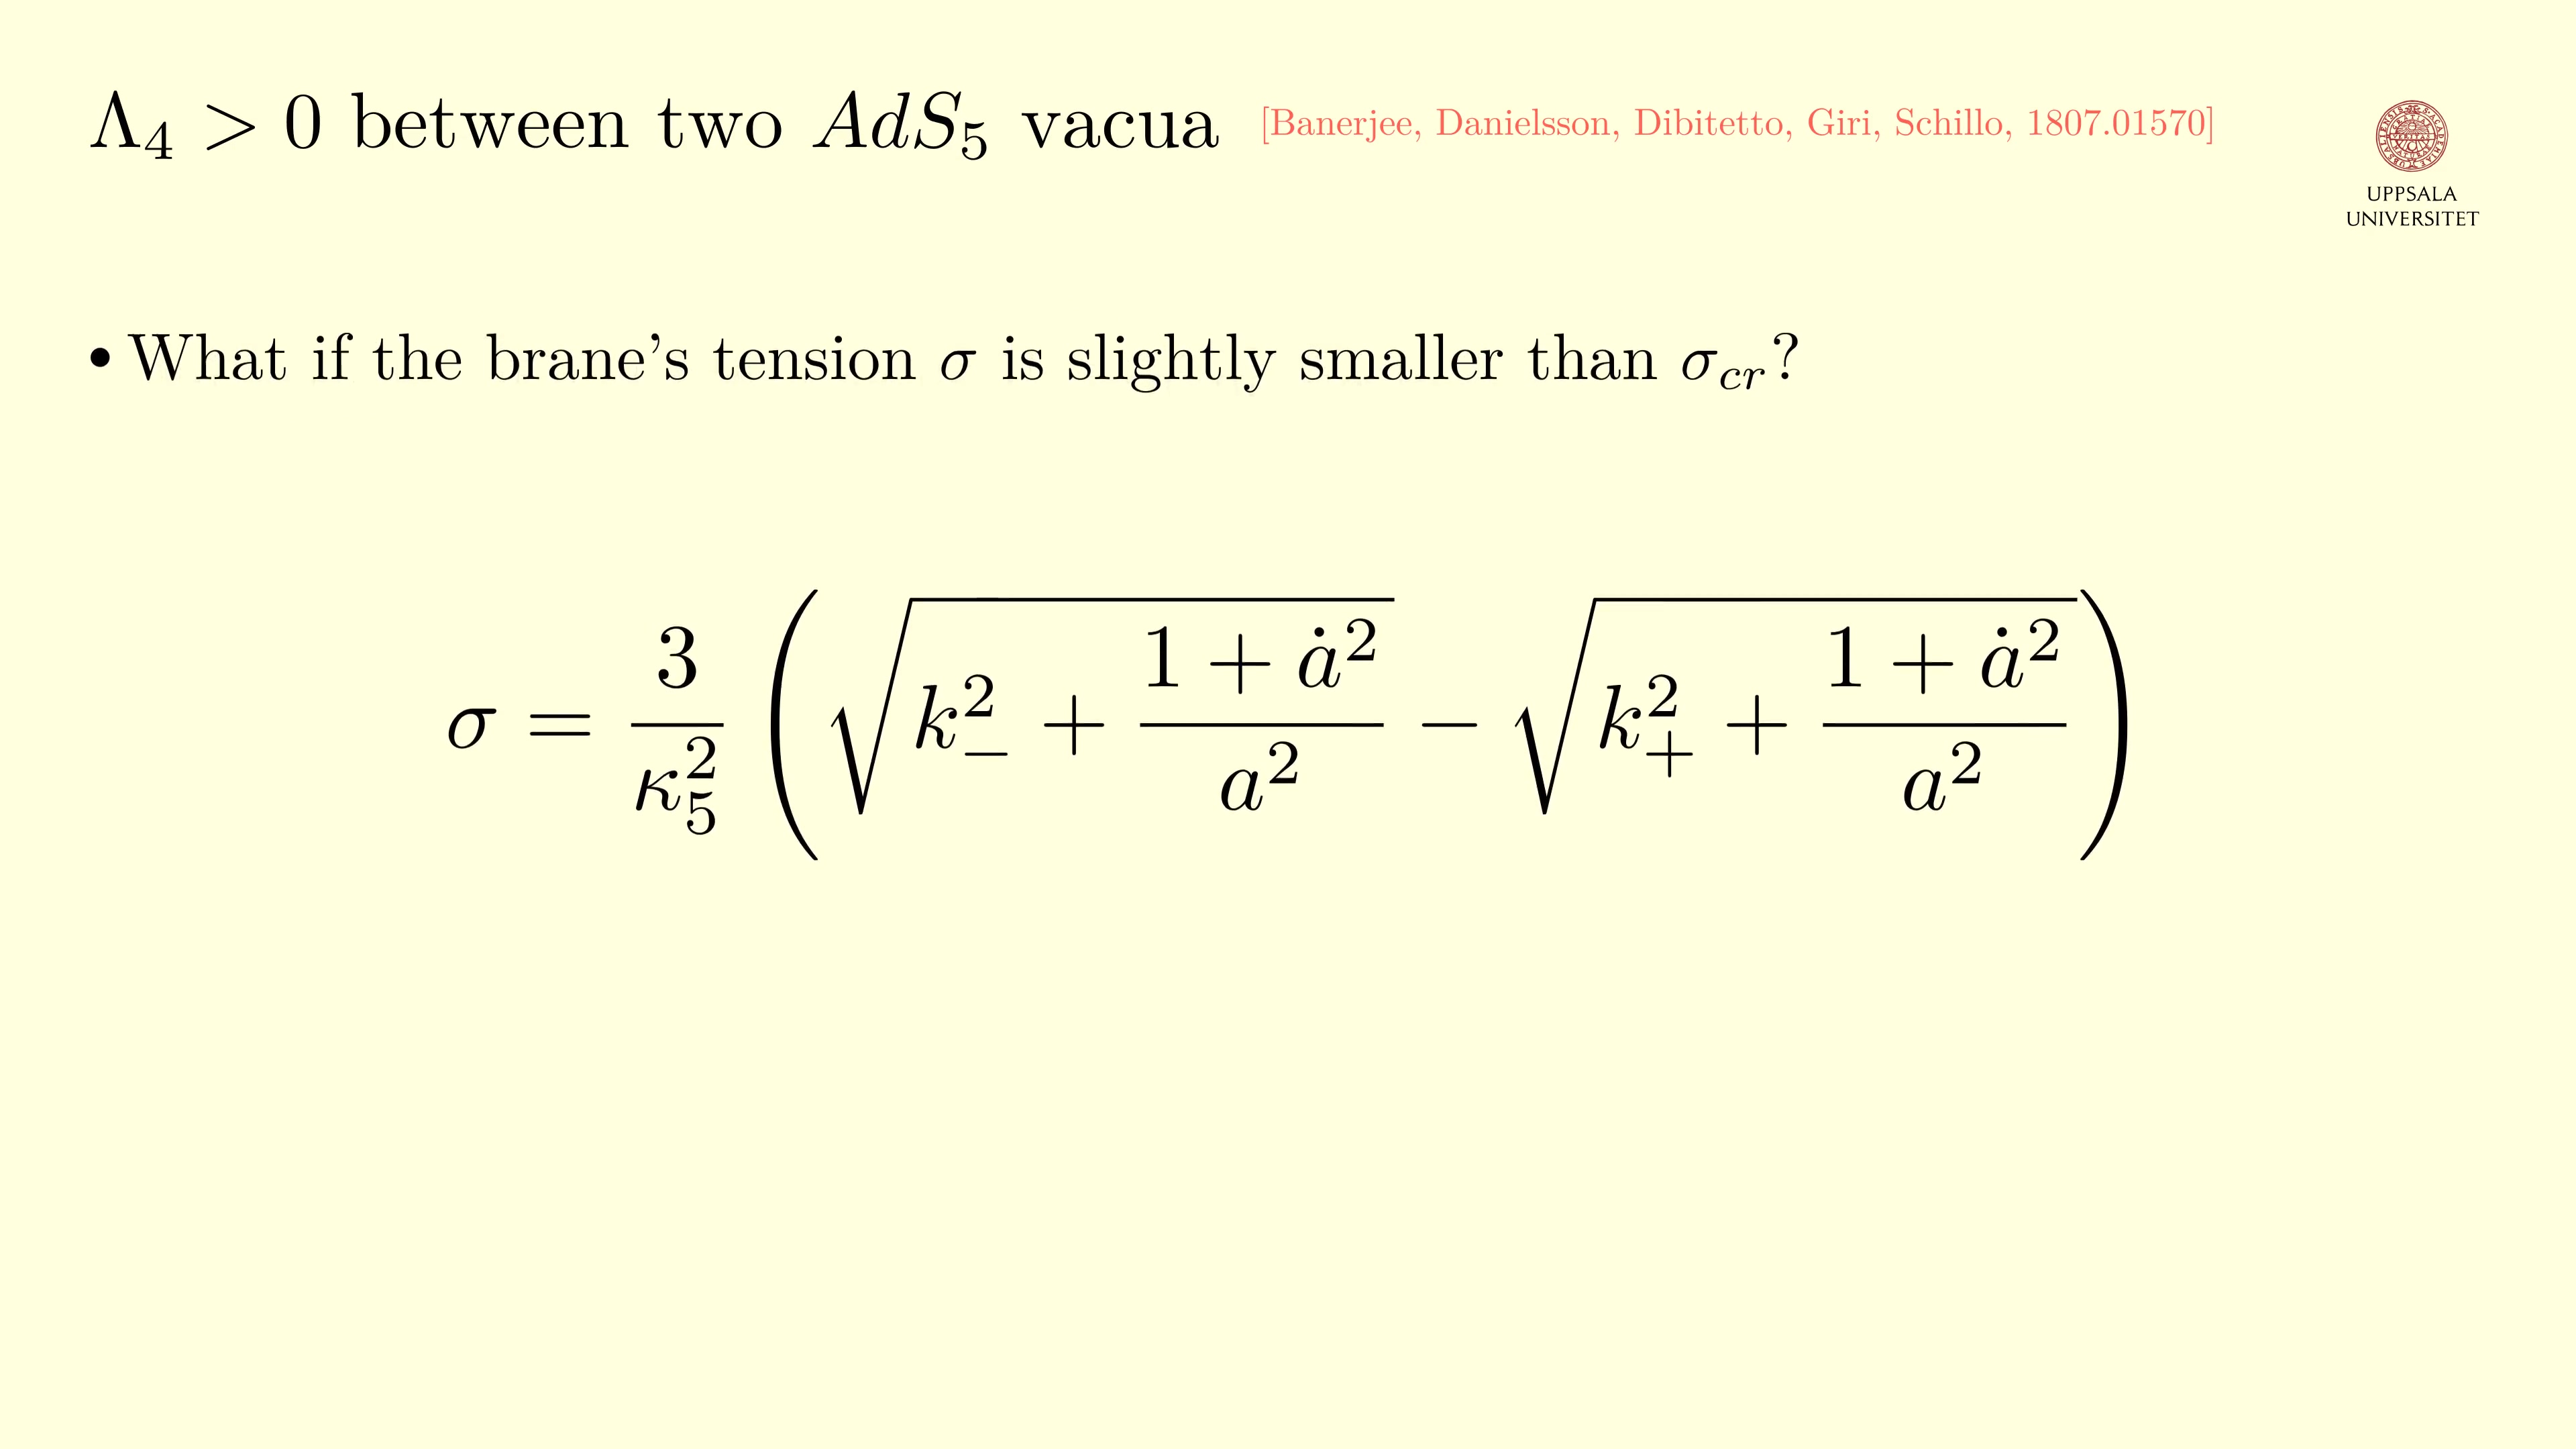 $\Lambda_4 > 0$ between two $AdS_5$ vacua [Banerjee, Danielsson, Dibitetto, Giri, Schillo, 1807.01570]
UPPSALA
UNIVERSITET
• What if the brane's tension $\sigma$ is slightly smaller than $\sigma_{cr}$?
$\sigma = \frac{3}{\kappa_5^2} \left( \sqrt{k_-^2 + \frac{1 + \dot{a}^2}{a^2}} - \sqrt{k_+^2 + \frac{1 + \dot{a}^2}{a^2}} \right)$